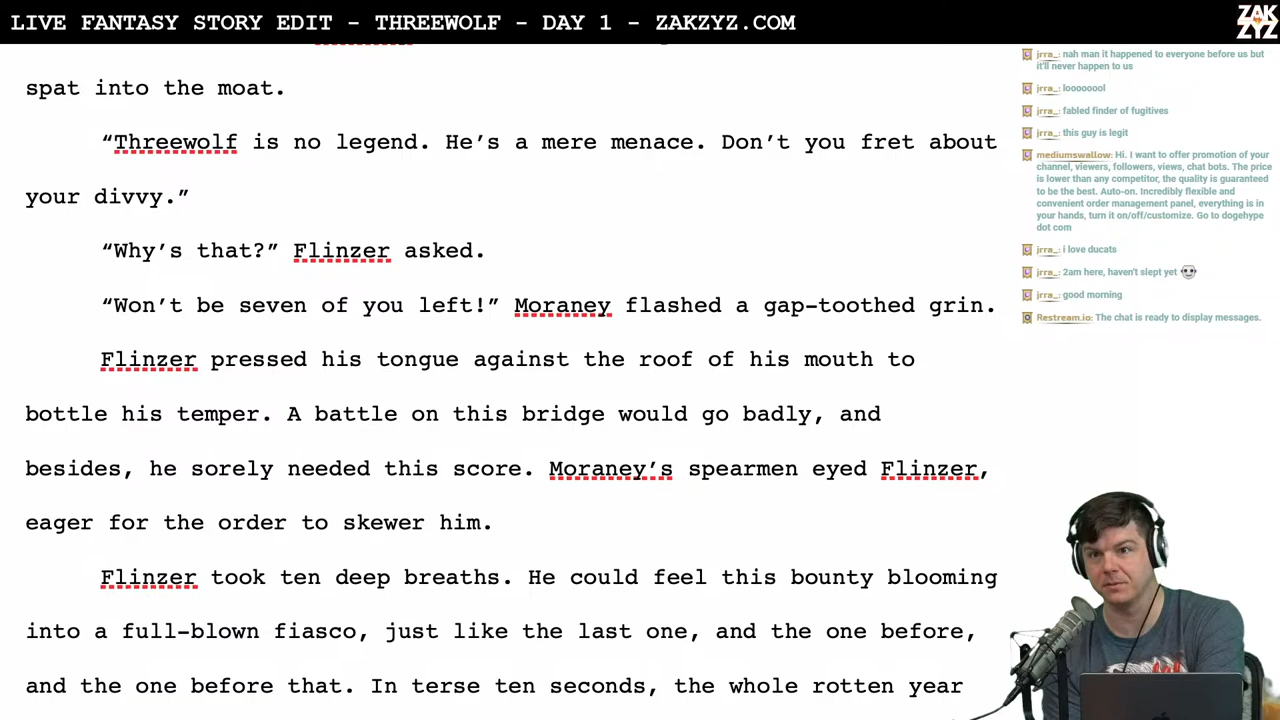 LIVE FANTASY STORY EDIT - THREEWOLF - DAY 1 - ZAKZYZ.COM
ZAK
ZYZ
spat into the moat.
“Threewolf is no legend. He’s a mere menace. Don’t you fret about
your divvy.”
“Why’s that?” Flinzer asked.
“Won’t be seven of you left!” Moraney flashed a gap-toothed grin.
Flinzer pressed his tongue against the roof of his mouth to
bottle his temper. A battle on this bridge would go badly, and
besides, he sorely needed this score. Moraney’s spearmen eyed Flinzer,
eager for the order to skewer him.
Flinzer took ten deep breaths. He could feel this bounty blooming
into a full-blown fiasco, just like the last one, and the one before,
and the one before that. In terse ten seconds, the whole rotten year
jrra_: nah man it happened to everyone before us but
it'll never happen to us
jrra_: looooool
jrra_: fabled finder of fugitives
jrra_: this guy is legit
mediumswallow: Hi. I want to offer promotion of your
channel, viewers, followers, views, chat bots. The price
is lower than any competitor, the quality is guaranteed
to be the best. Auto-on. Incredibly flexible and
convenient order management panel, everything is in
your hands, turn it on/off/customize. Go to dogehype
dot com
jrra_: i love ducats
jrra_: 2am here, haven't slept yet
jrra_: good morning
Restream.io: The chat is ready to display messages.